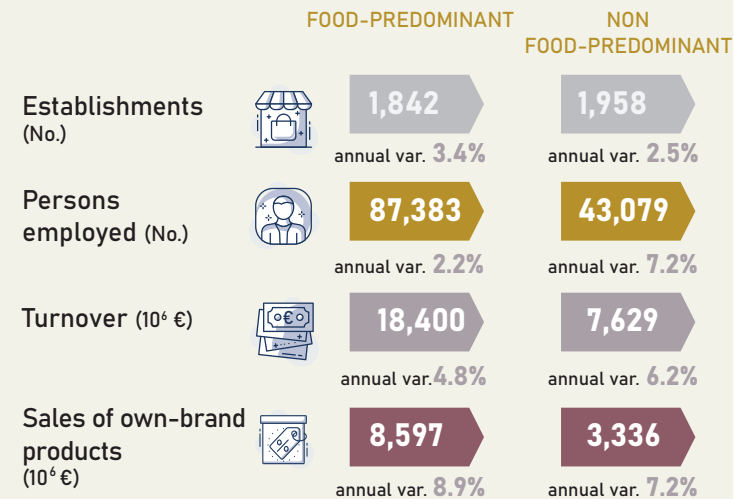 FOOD-PREDOMINANT
NON
FOOD-PREDOMINANT
Establishments
(No.)
1,842
1,958
annual var. 3.4%
annual var. 2.5%
Persons
employed (No.)
87,383
43,079
annual var. 2.2%
annual var. 7.2%
Turnover (10⁶ €)
18,400
7,629
annual var.4.8%
annual var. 6.2%
Sales of own-brand
products
(10⁶ €)
8,597
3,336
annual var. 8.9%
annual var. 7.2%